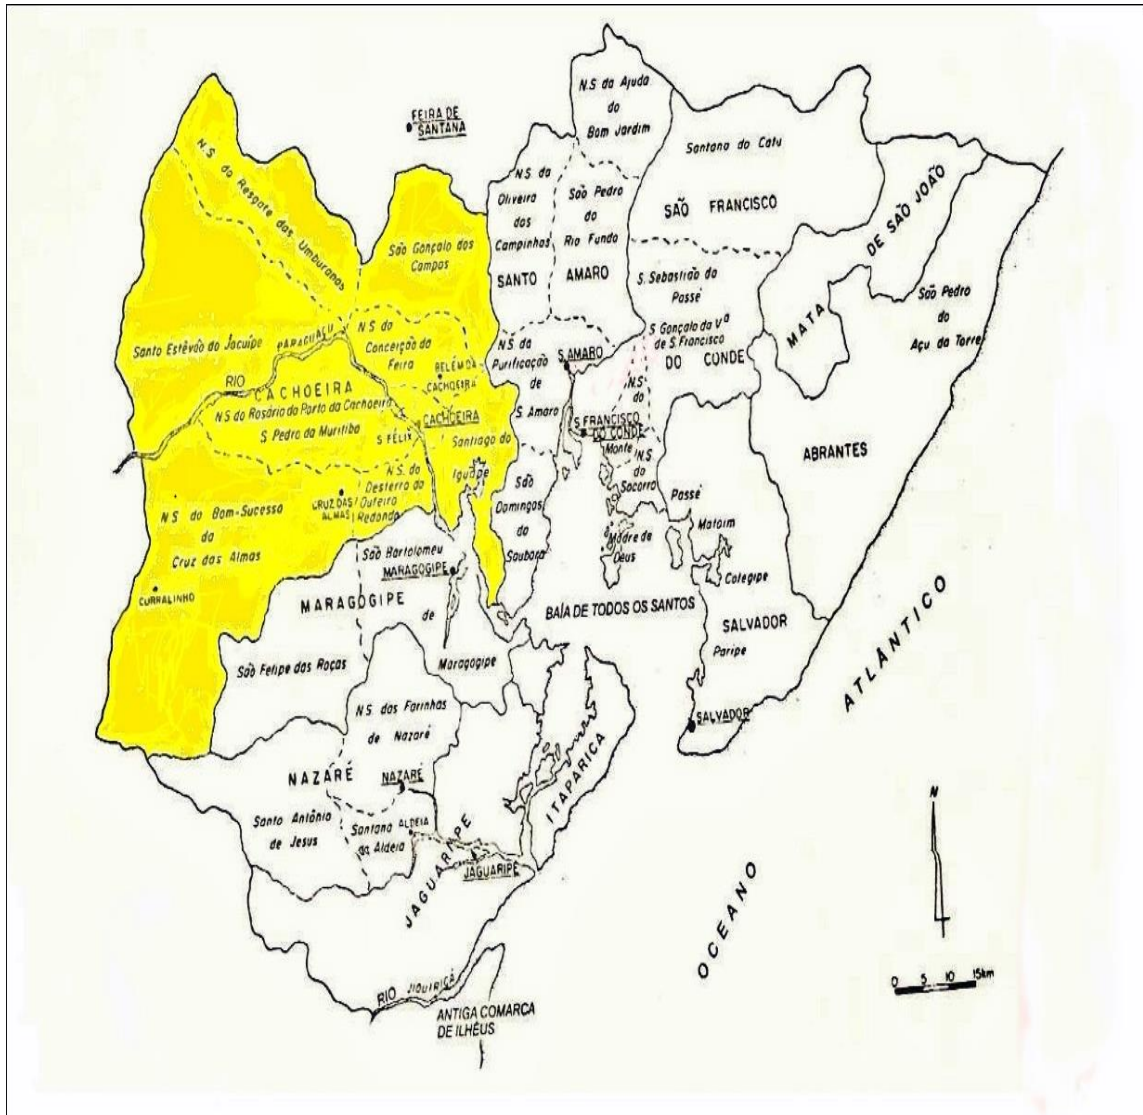 N.S. da Ajuda
do
Bom Jardim
FEIRA DE
SANTANA
N.S. do Resgate das Umburanas
Santana do Catu
SÃO FRANCISCO
DE SÃO JOÃO
MATA
N.S. da
Oliveira
dos
Campinhos
SANTO
São Pedro
do
Rio Fundo
AMARO
São Gonçalo dos
Campos
S. Sebastião do
Passé
S Gonçalo da Vª
de S. Francisco
DO CONDE
São Pedro
do
Açu da Torre
Santo Estêvão do Jacuípe
RIO PARAGUAÇU
N.S da
Conceição da
Feira
BELÉM DA
CACHOEIRA
CACHOEIRA
N S do Rosário do Porto da Cachoeira
S Pedro da Muritiba
S FÉLIX
CACHOEIRA
Santiago do
Iguape
N.S. da
Purificação
de
S. Amaro
S. AMARO
S. FRANCISCO
DO CONDE
N.S.
do
Monte
N.S.
do
Socorro
ABRANTES
N.S. do
Desterro do
Outeiro
Redondo
CRUZ DAS
ALMAS
N S do Bom-Sucesso
da
Cruz das Almas
CURRALINHO
São
Domingos
da
Saubara
Passé
Matoim
Madre de
Deus
Cotegipe
São Bartolomeu
MARAGOGIPE
MARAGOGIPE
de
Maragogipe
BAÍA DE TODOS OS SANTOS
SALVADOR
Paripe
SALVADOR
São Felipe das Roças
N.S. das Farinhas
de Nazaré
NAZARÉ
NAZARÉ
ITAPARICA
Santo Antônio
de Jesus
Santana
da Aldeia
ALDEIA
JAGUARIPE
JAGUARIPE
OCEANO ATLÂNTICO
N
0 5 10 15km
RIO JIQUIRIÇÁ
ANTIGA COMARCA
DE ILHÉUS